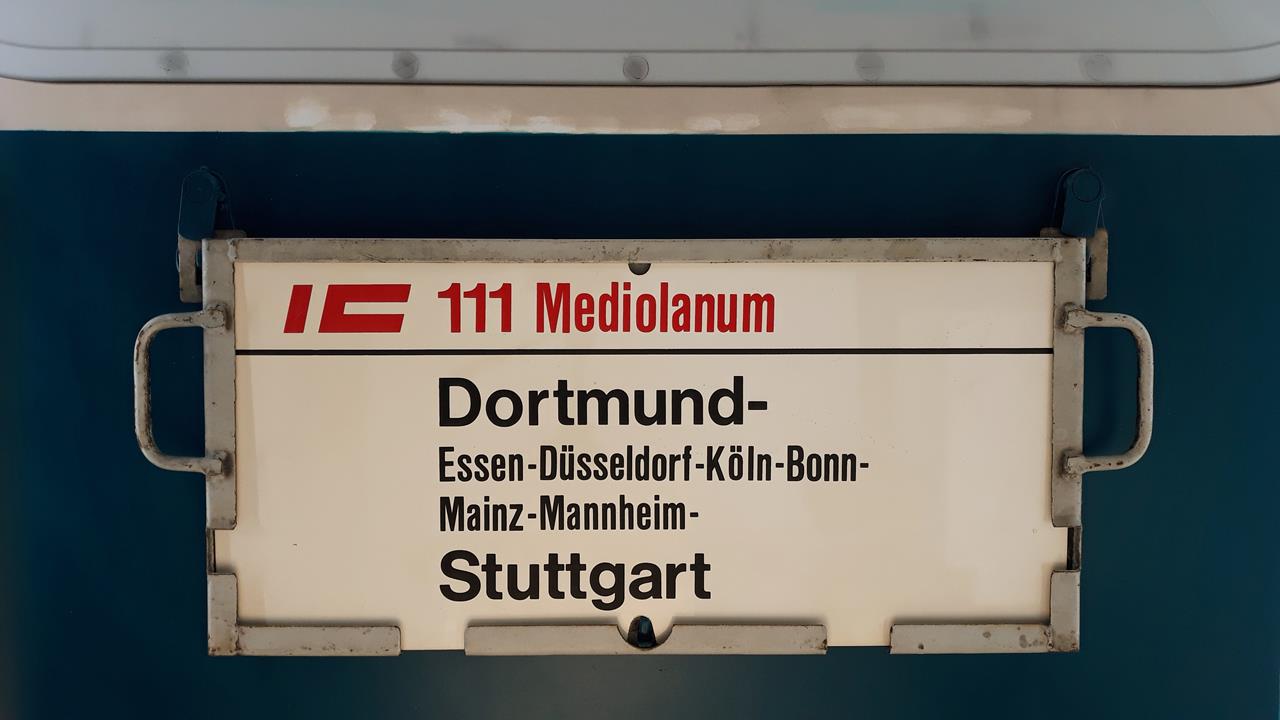 IC 111 Mediolanum
Dortmund-
Essen-Düsseldorf-Köln-Bonn-
Mainz-Mannheim-
Stuttgart